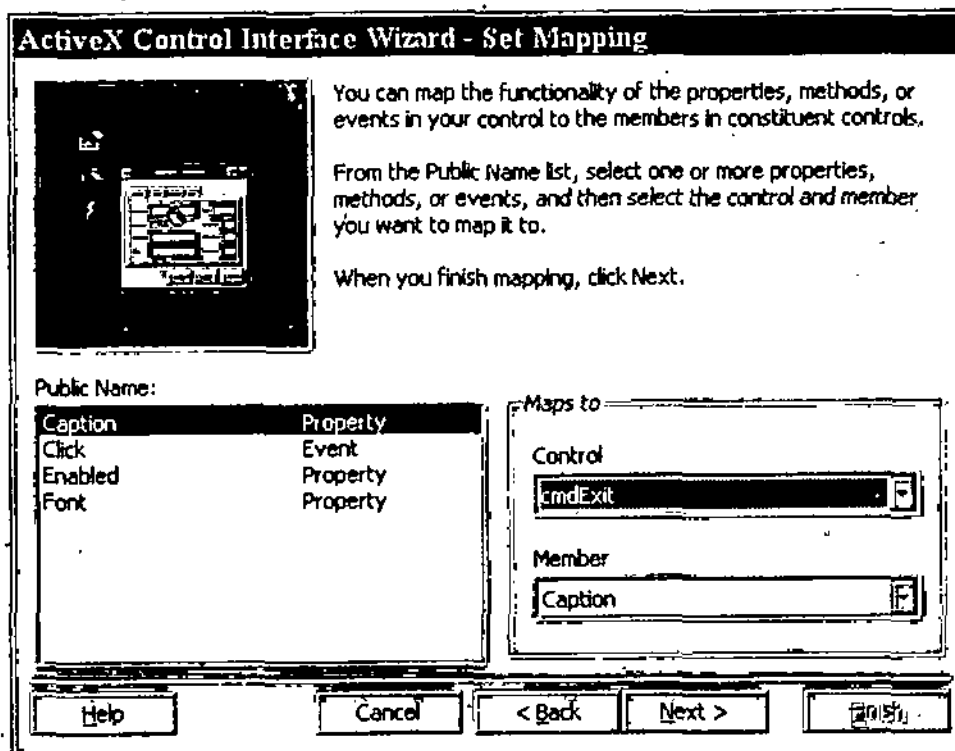 ActiveX Control Interface Wizard - Set Mapping
You can map the functionality of the properties, methods, or
events in your control to the members in constituent controls.
From the Public Name list, select one or more properties,
methods, or events, and then select the control and member
you want to map it to.
When you finish mapping, click Next.
Public Name:
Caption Property
Click Event
Enabled Property
Font Property
Maps to
Control
cmdExit
Member
Caption
Help
Cancel
< Back
Next >
Finish